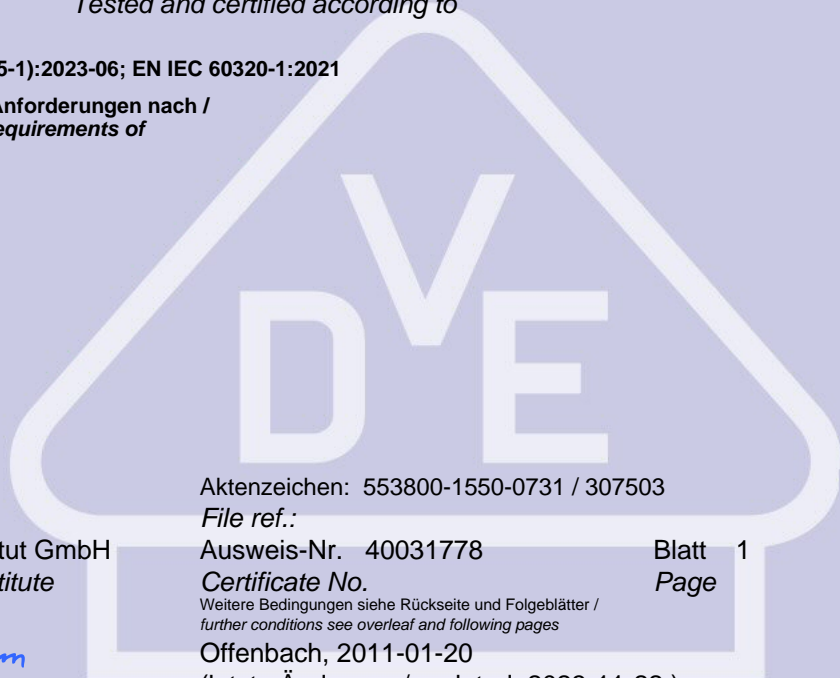 Tested and certified according to
5-1):2023-06; EN IEC 60320-1:2021
Anforderungen nach /
equirements of
V
D E
Aktenzeichen: 553800-1550-0731 / 307503
File ref.:
tut GmbH Ausweis-Nr. 40031778 Blatt 1
titute Certificate No. Page
Weitere Bedingungen siehe Rückseite und Folgeblätter /
further conditions see overleaf and following pages
Offenbach, 2011-01-20